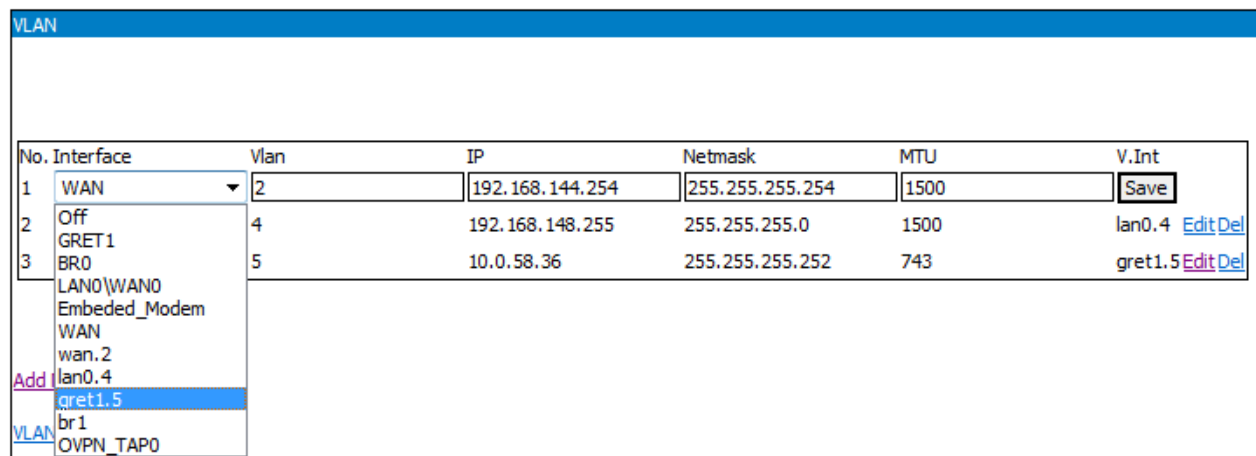 VLAN
No. Interface Vlan IP Netmask MTU V.Int
1 WAN 2 192.168.144.254 255.255.255.254 1500 Save
2 4 192.168.148.255 255.255.255.0 1500 lan0.4 Edit Del
3 5 10.0.58.36 255.255.255.252 743 gret1.5 Edit Del
Off
GRET1
BR0
LAN0\WAN0
Embeded_Modem
WAN
wan.2
lan0.4
gret1.5
br1
OVPN_TAP0
Add
VLAN